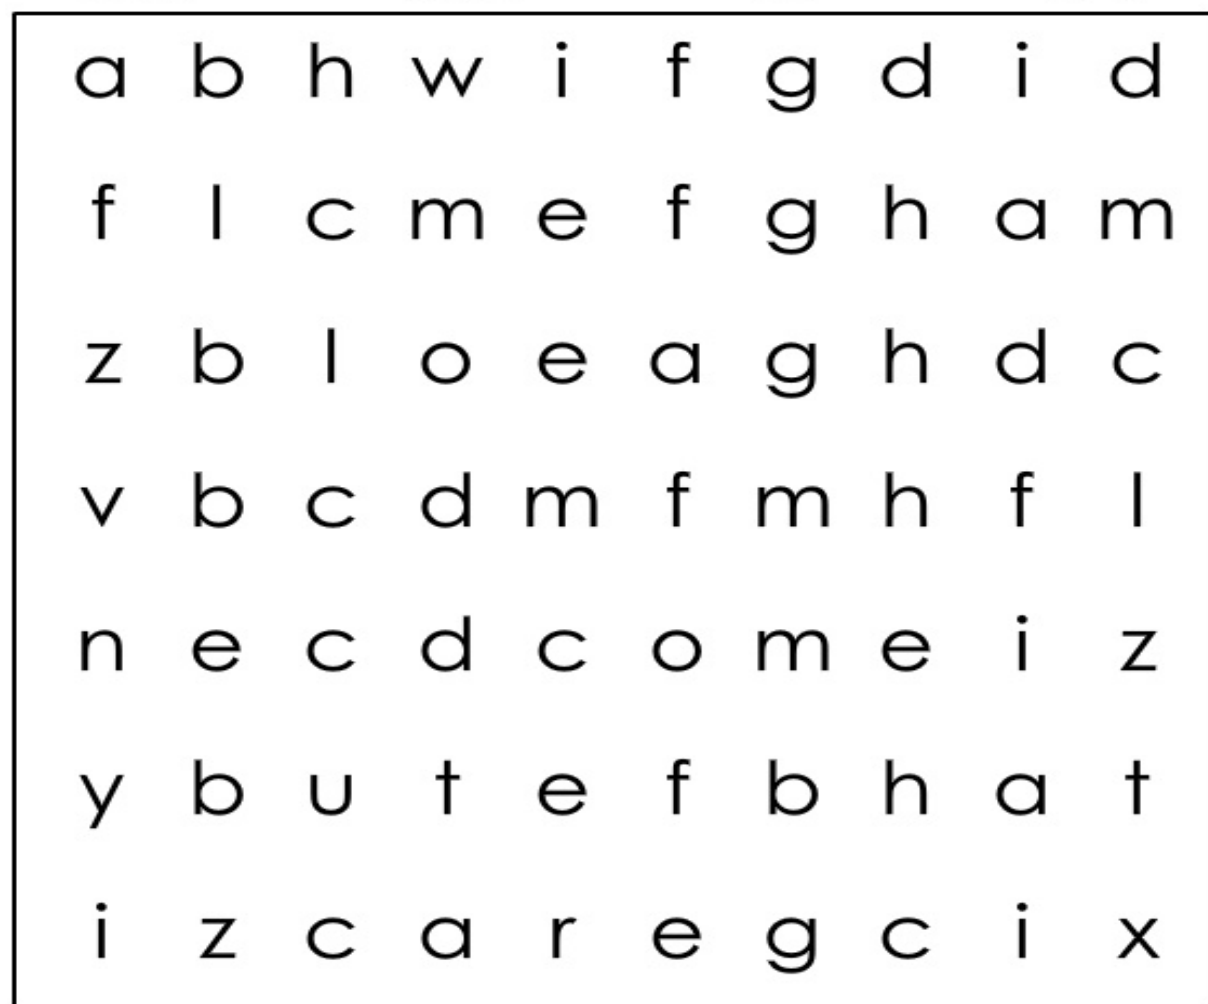 a b h w i f g d i d
f l c m e f g h a m
z b l o e a g h d c
v b c d m f m h f l
n e c d c o m e i z
y b u t e f b h a t
i z c a r e g c i x